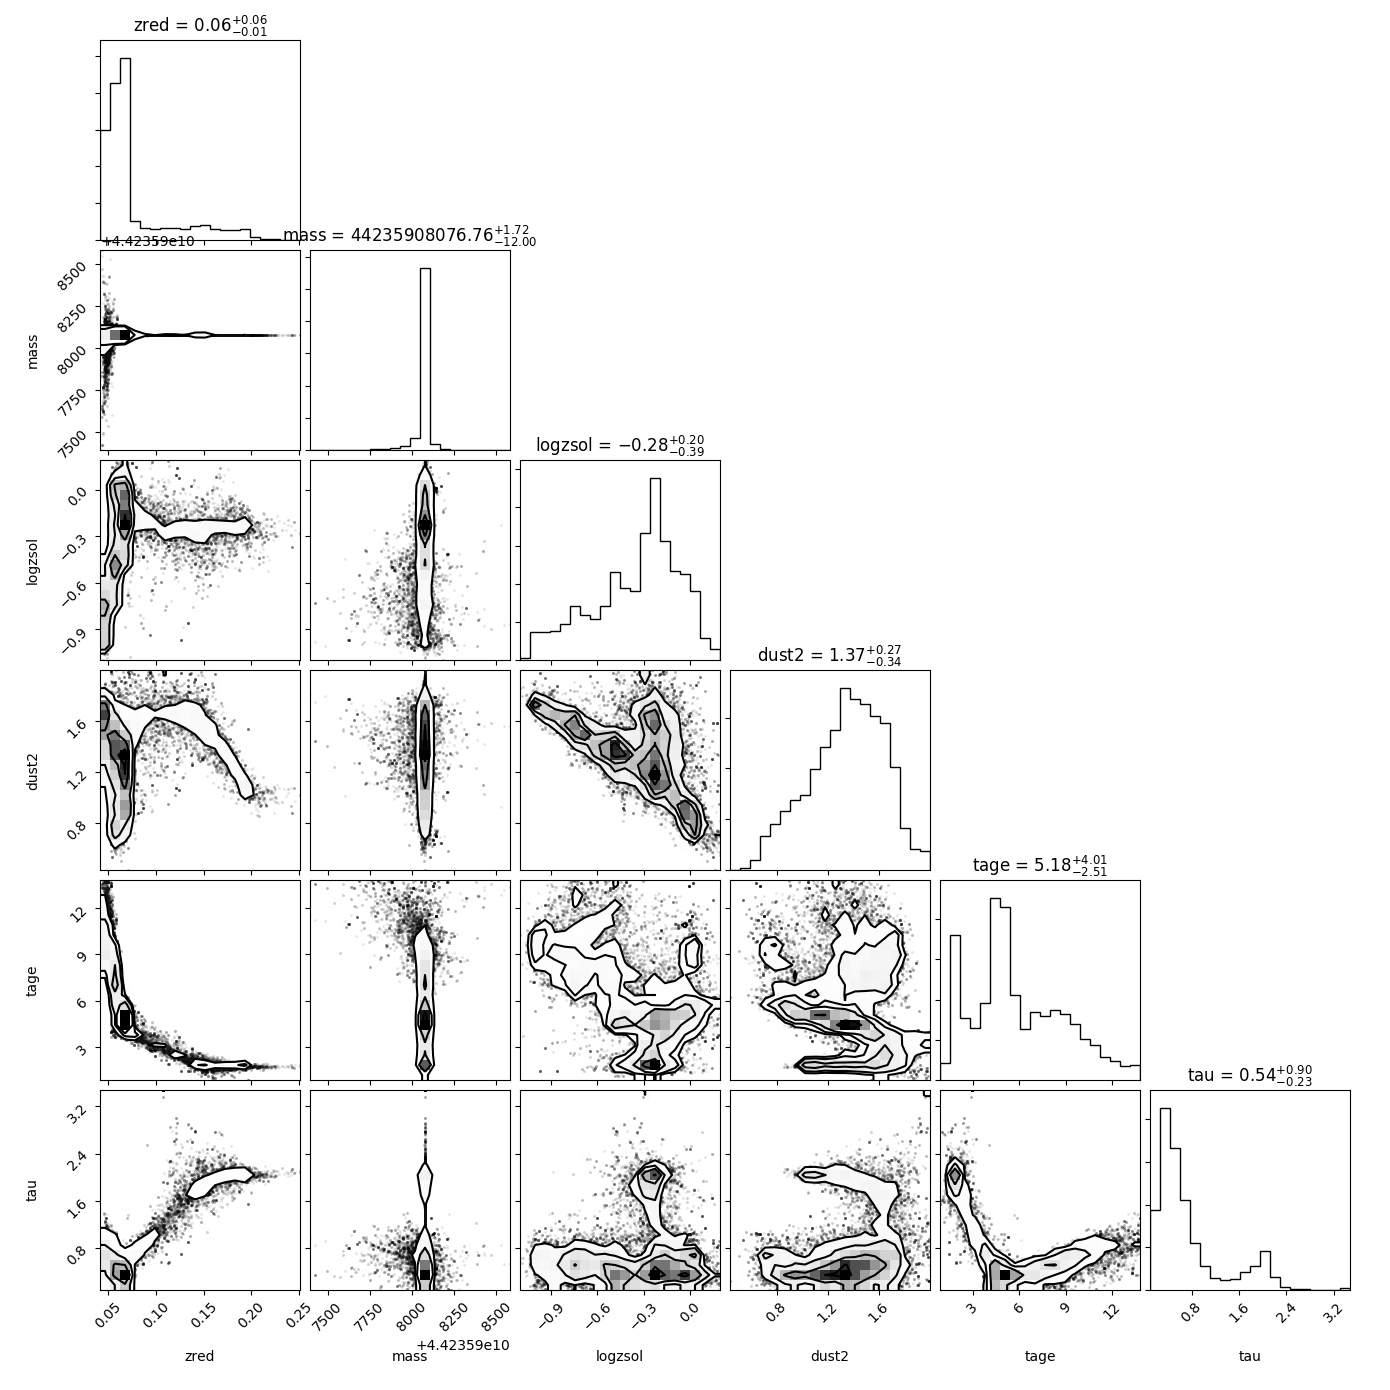 zred = 0.06+0.06−0.01
+4.42359e10
mass = 44235908076.76+1.72−12.00
8500
8250
8000
7750
7500
mass
logzsol = −0.28+0.20−0.39
0.0
−0.3
−0.6
−0.9
logzsol
dust2 = 1.37+0.27−0.34
1.6
1.2
0.8
dust2
tage = 5.18+4.01−2.51
12
9
6
3
tage
tau = 0.54+0.90−0.23
3.2
2.4
1.6
0.8
tau
0.05 0.10 0.15 0.20 0.25
7500 7750 8000 8250 8500
−0.9 −0.6 −0.3 0.0
0.8 1.2 1.6
3 6 9 12
0.8 1.6 2.4 3.2
+4.42359e10
zred mass logzsol dust2 tage tau